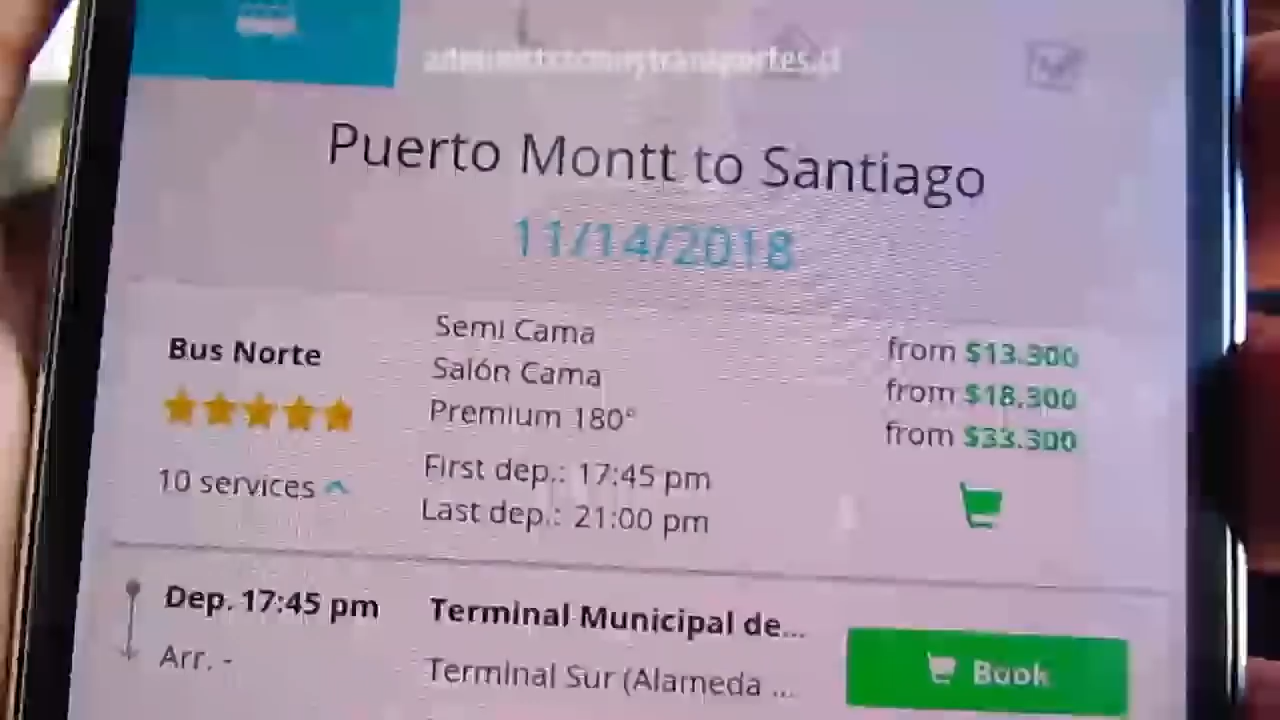 Puerto Montt to Santiago
11/14/2018
Bus Norte
10 services
Semi Cama
Salón Cama
Premium 180°
First dep.: 17:45 pm
Last dep.: 21:00 pm
from $13.300
from $18.300
from $33.300
Dep. 17:45 pm
Arr. -
Terminal Municipal de...
Terminal Sur (Alameda ...
Book